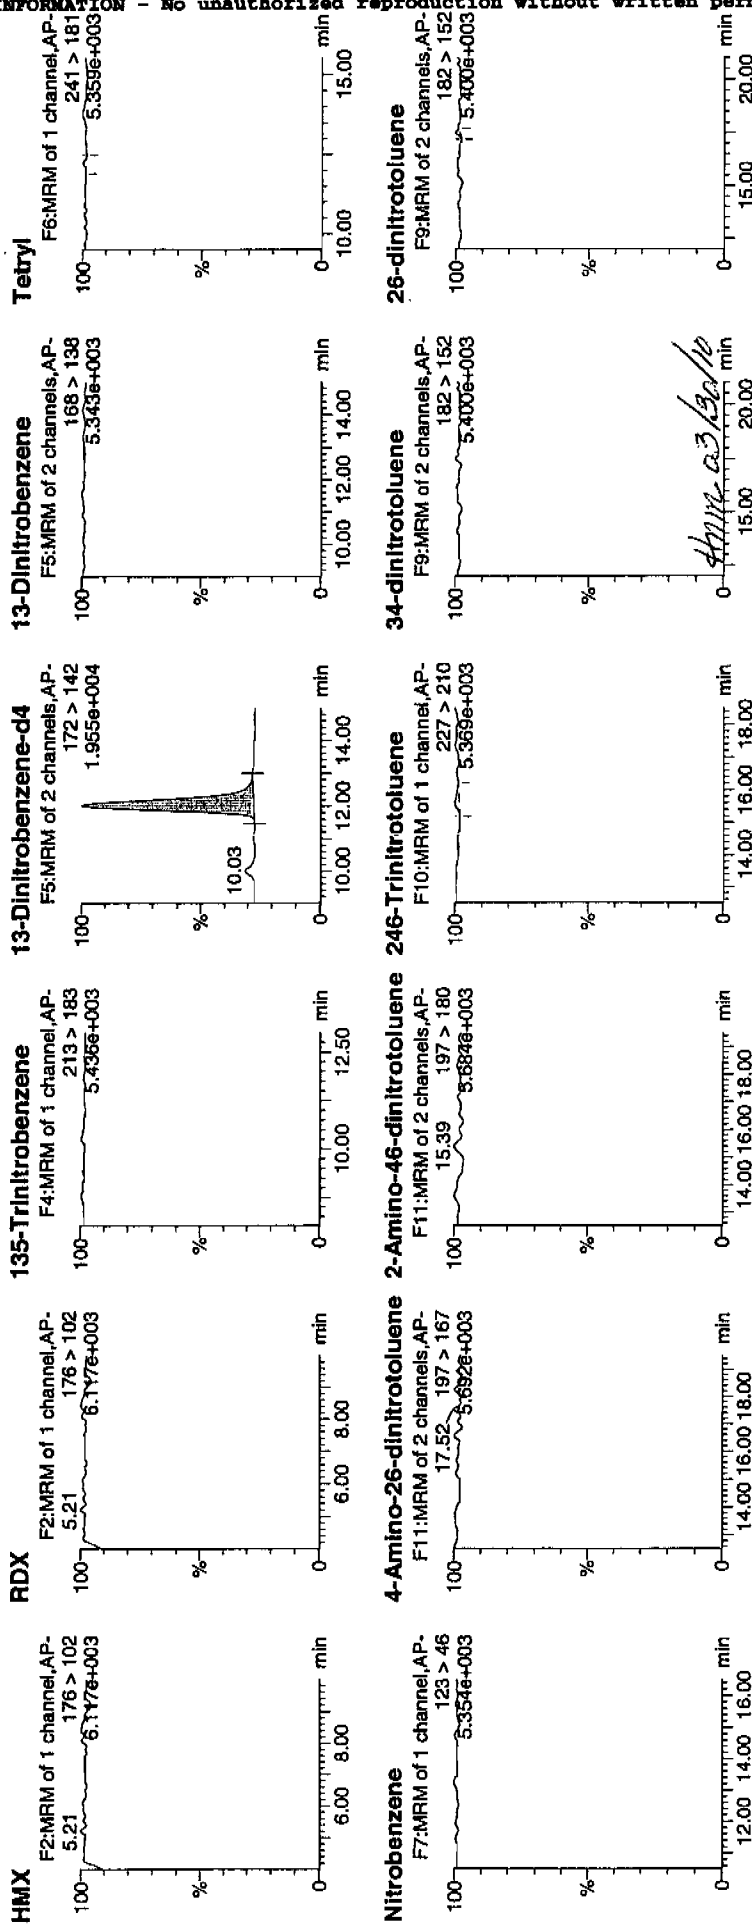 INFORMATION - No unauthorized reproduction without written
HMX
F2:MRM of 1 channel,AP-
176 > 102
6.117e+003
5.21
100
%
0
6.00 8.00 min
RDX
F2:MRM of 1 channel,AP-
176 > 102
6.117e+003
5.21
100
%
0
6.00 8.00 min
135-Trinitrobenzene
F4:MRM of 1 channel,AP-
213 > 183
5.436e+003
100
%
0
10.00 12.50 min
13-Dinitrobenzene-d4
F5:MRM of 2 channels,AP-
172 > 142
1.955e+004
10.03
100
%
0
10.00 12.00 14.00 min
13-Dinitrobenzene
F5:MRM of 2 channels,AP-
168 > 138
5.343e+003
100
%
0
10.00 12.00 14.00 min
Tetryl
F6:MRM of 1 channel,AP-
241 > 181
5.359e+003
100
%
0
10.00 15.00 min
Nitrobenzene
F7:MRM of 1 channel,AP-
123 > 46
5.354e+003
100
%
0
12.00 14.00 16.00 min
4-Amino-26-dinitrotoluene
F11:MRM of 2 channels,AP-
17.52 197 > 167
5.692e+003
100
%
0
14.00 16.00 18.00 min
2-Amino-46-dinitrotoluene
F11:MRM of 2 channels,AP-
15.39 197 > 180
5.684e+003
100
%
0
14.00 16.00 18.00 min
246-Trinitrotoluene
F10:MRM of 1 channel,AP-
227 > 210
5.369e+003
100
%
0
14.00 16.00 18.00 min
34-dinitrotoluene
F9:MRM of 2 channels,AP-
182 > 152
5.400e+003
100
%
0
15.00 20.00 min
03/30/10
26-dinitrotoluene
F9:MRM of 2 channels,AP-
182 > 152
5.400e+003
100
%
0
15.00 20.00 min